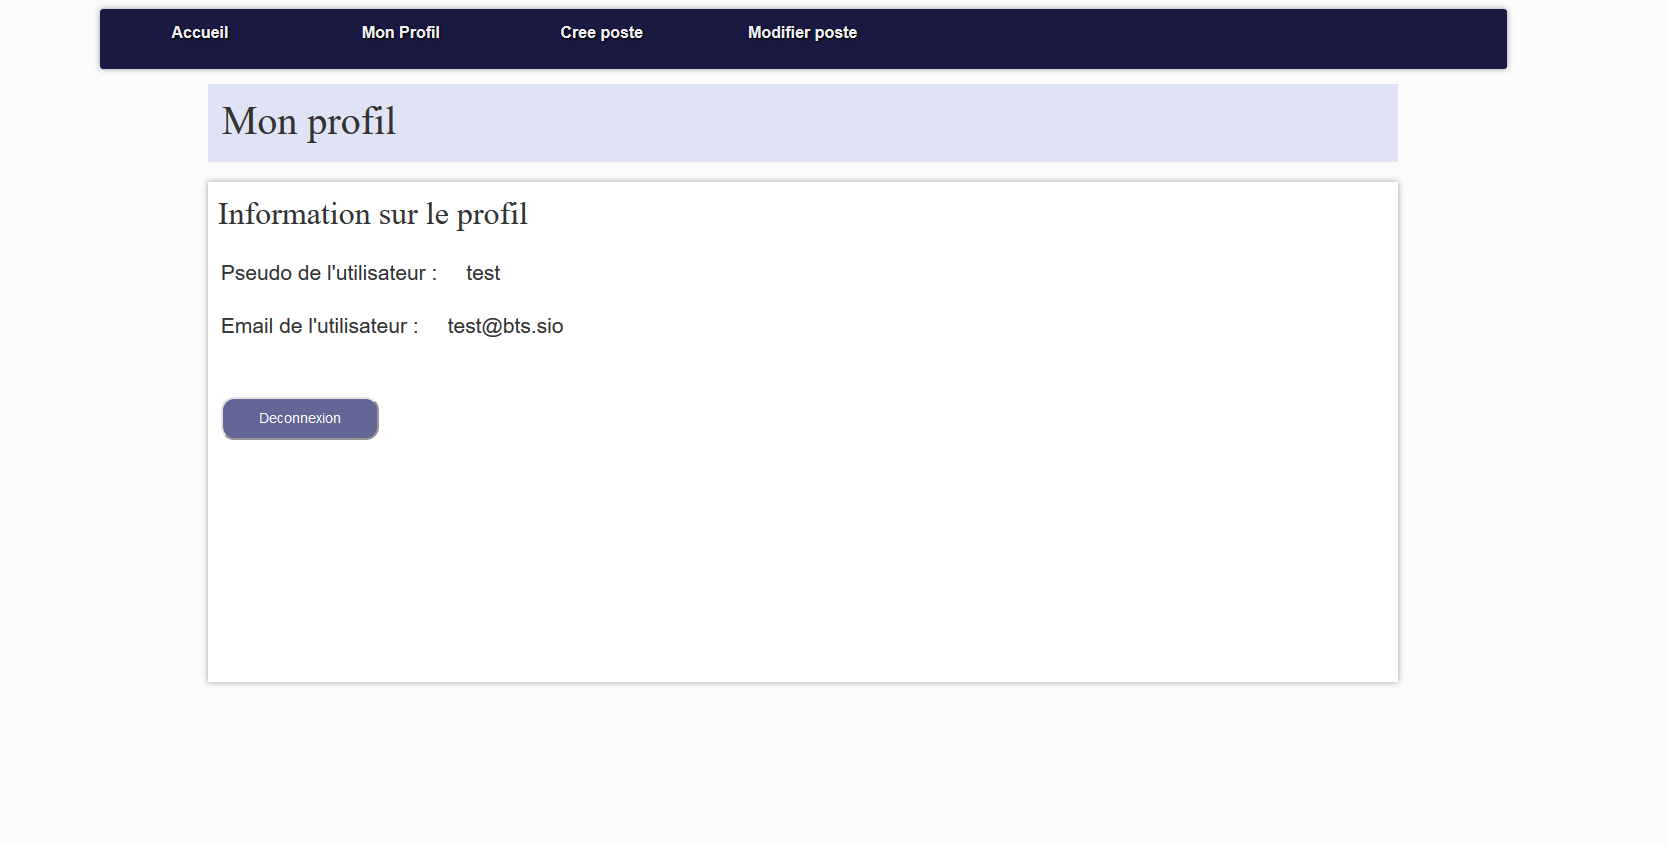 Accueil Mon Profil Cree poste Modifier poste
Mon profil
Information sur le profil
Pseudo de l'utilisateur : test
Email de l'utilisateur : test@bts.sio
Deconnexion